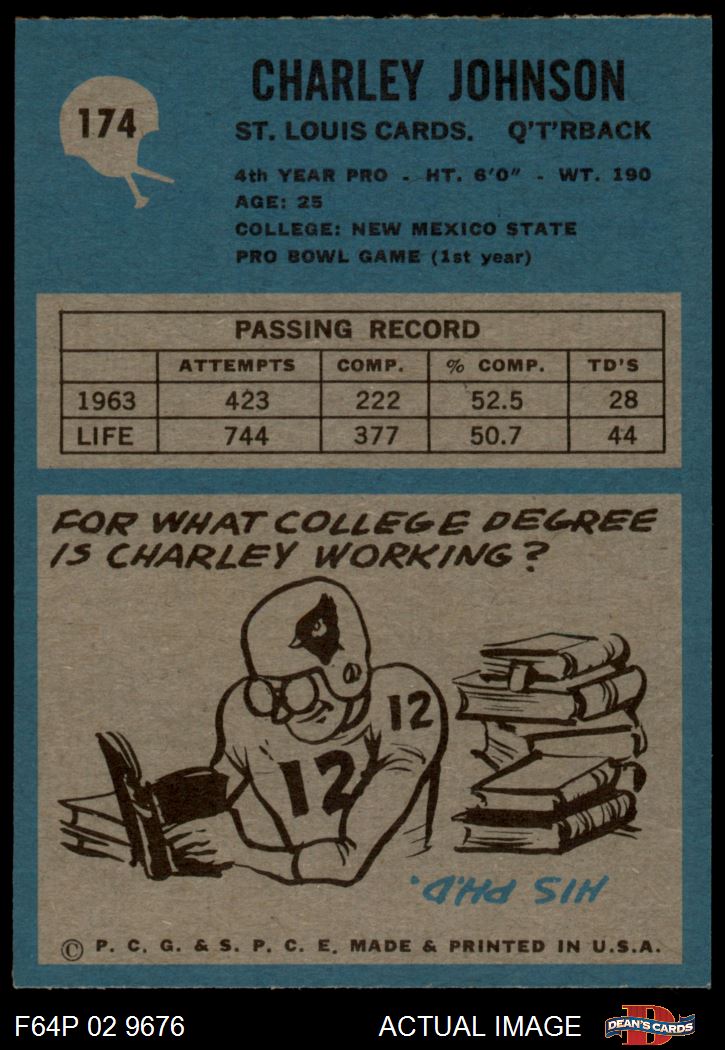 174
CHARLEY JOHNSON
ST. LOUIS CARDS. Q'T'RBACK
4th YEAR PRO - HT. 6'0" - WT. 190
AGE: 25
COLLEGE: NEW MEXICO STATE
PRO BOWL GAME (1st year)
PASSING RECORD
ATTEMPTS COMP. % COMP. TD'S
1963 423 222 52.5 28
LIFE 744 377 50.7 44
FOR WHAT COLLEGE DEGREE
IS CHARLEY WORKING?
12
12
HIS PH.D.
© P. C. G. & S. P. C. E. MADE & PRINTED IN U.S.A.
F64P 02 9676 ACTUAL IMAGE
D
DEAN'S CARDS